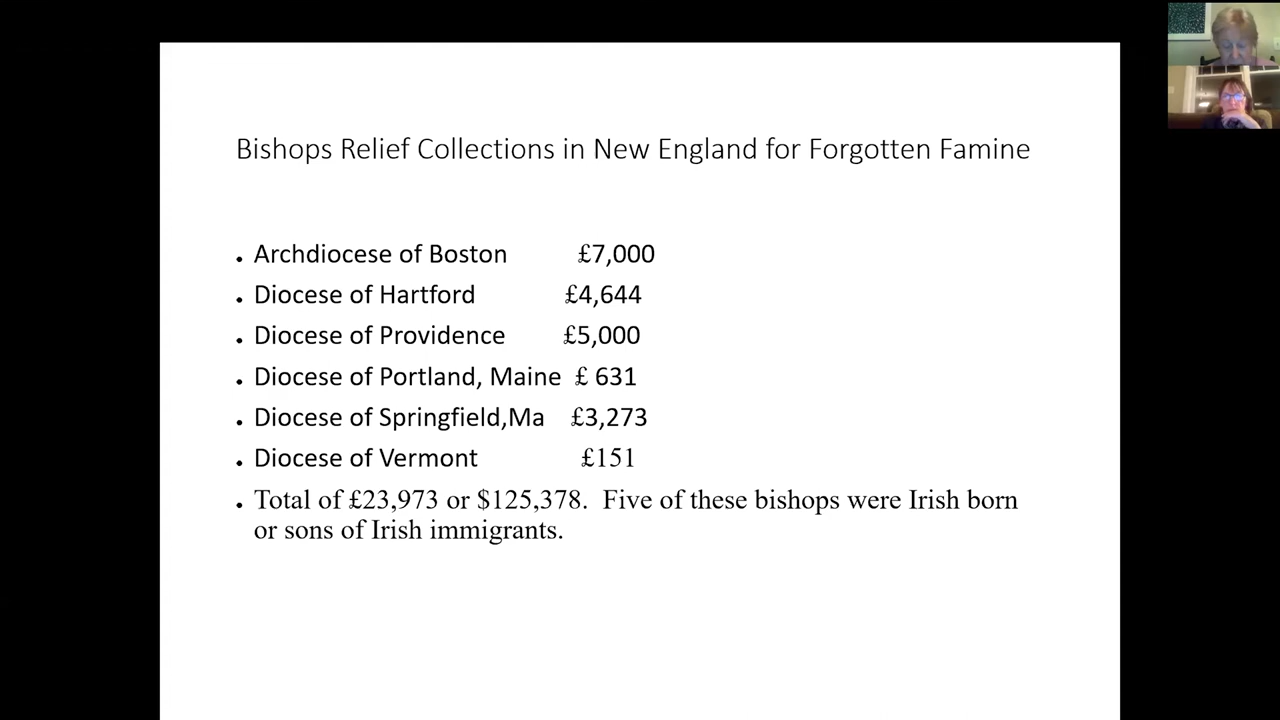 Bishops Relief Collections in New England for Forgotten Famine
• Archdiocese of Boston £7,000
• Diocese of Hartford £4,644
• Diocese of Providence £5,000
• Diocese of Portland, Maine £ 631
• Diocese of Springfield,Ma £3,273
• Diocese of Vermont £151
• Total of £23,973 or $125,378. Five of these bishops were Irish born
or sons of Irish immigrants.